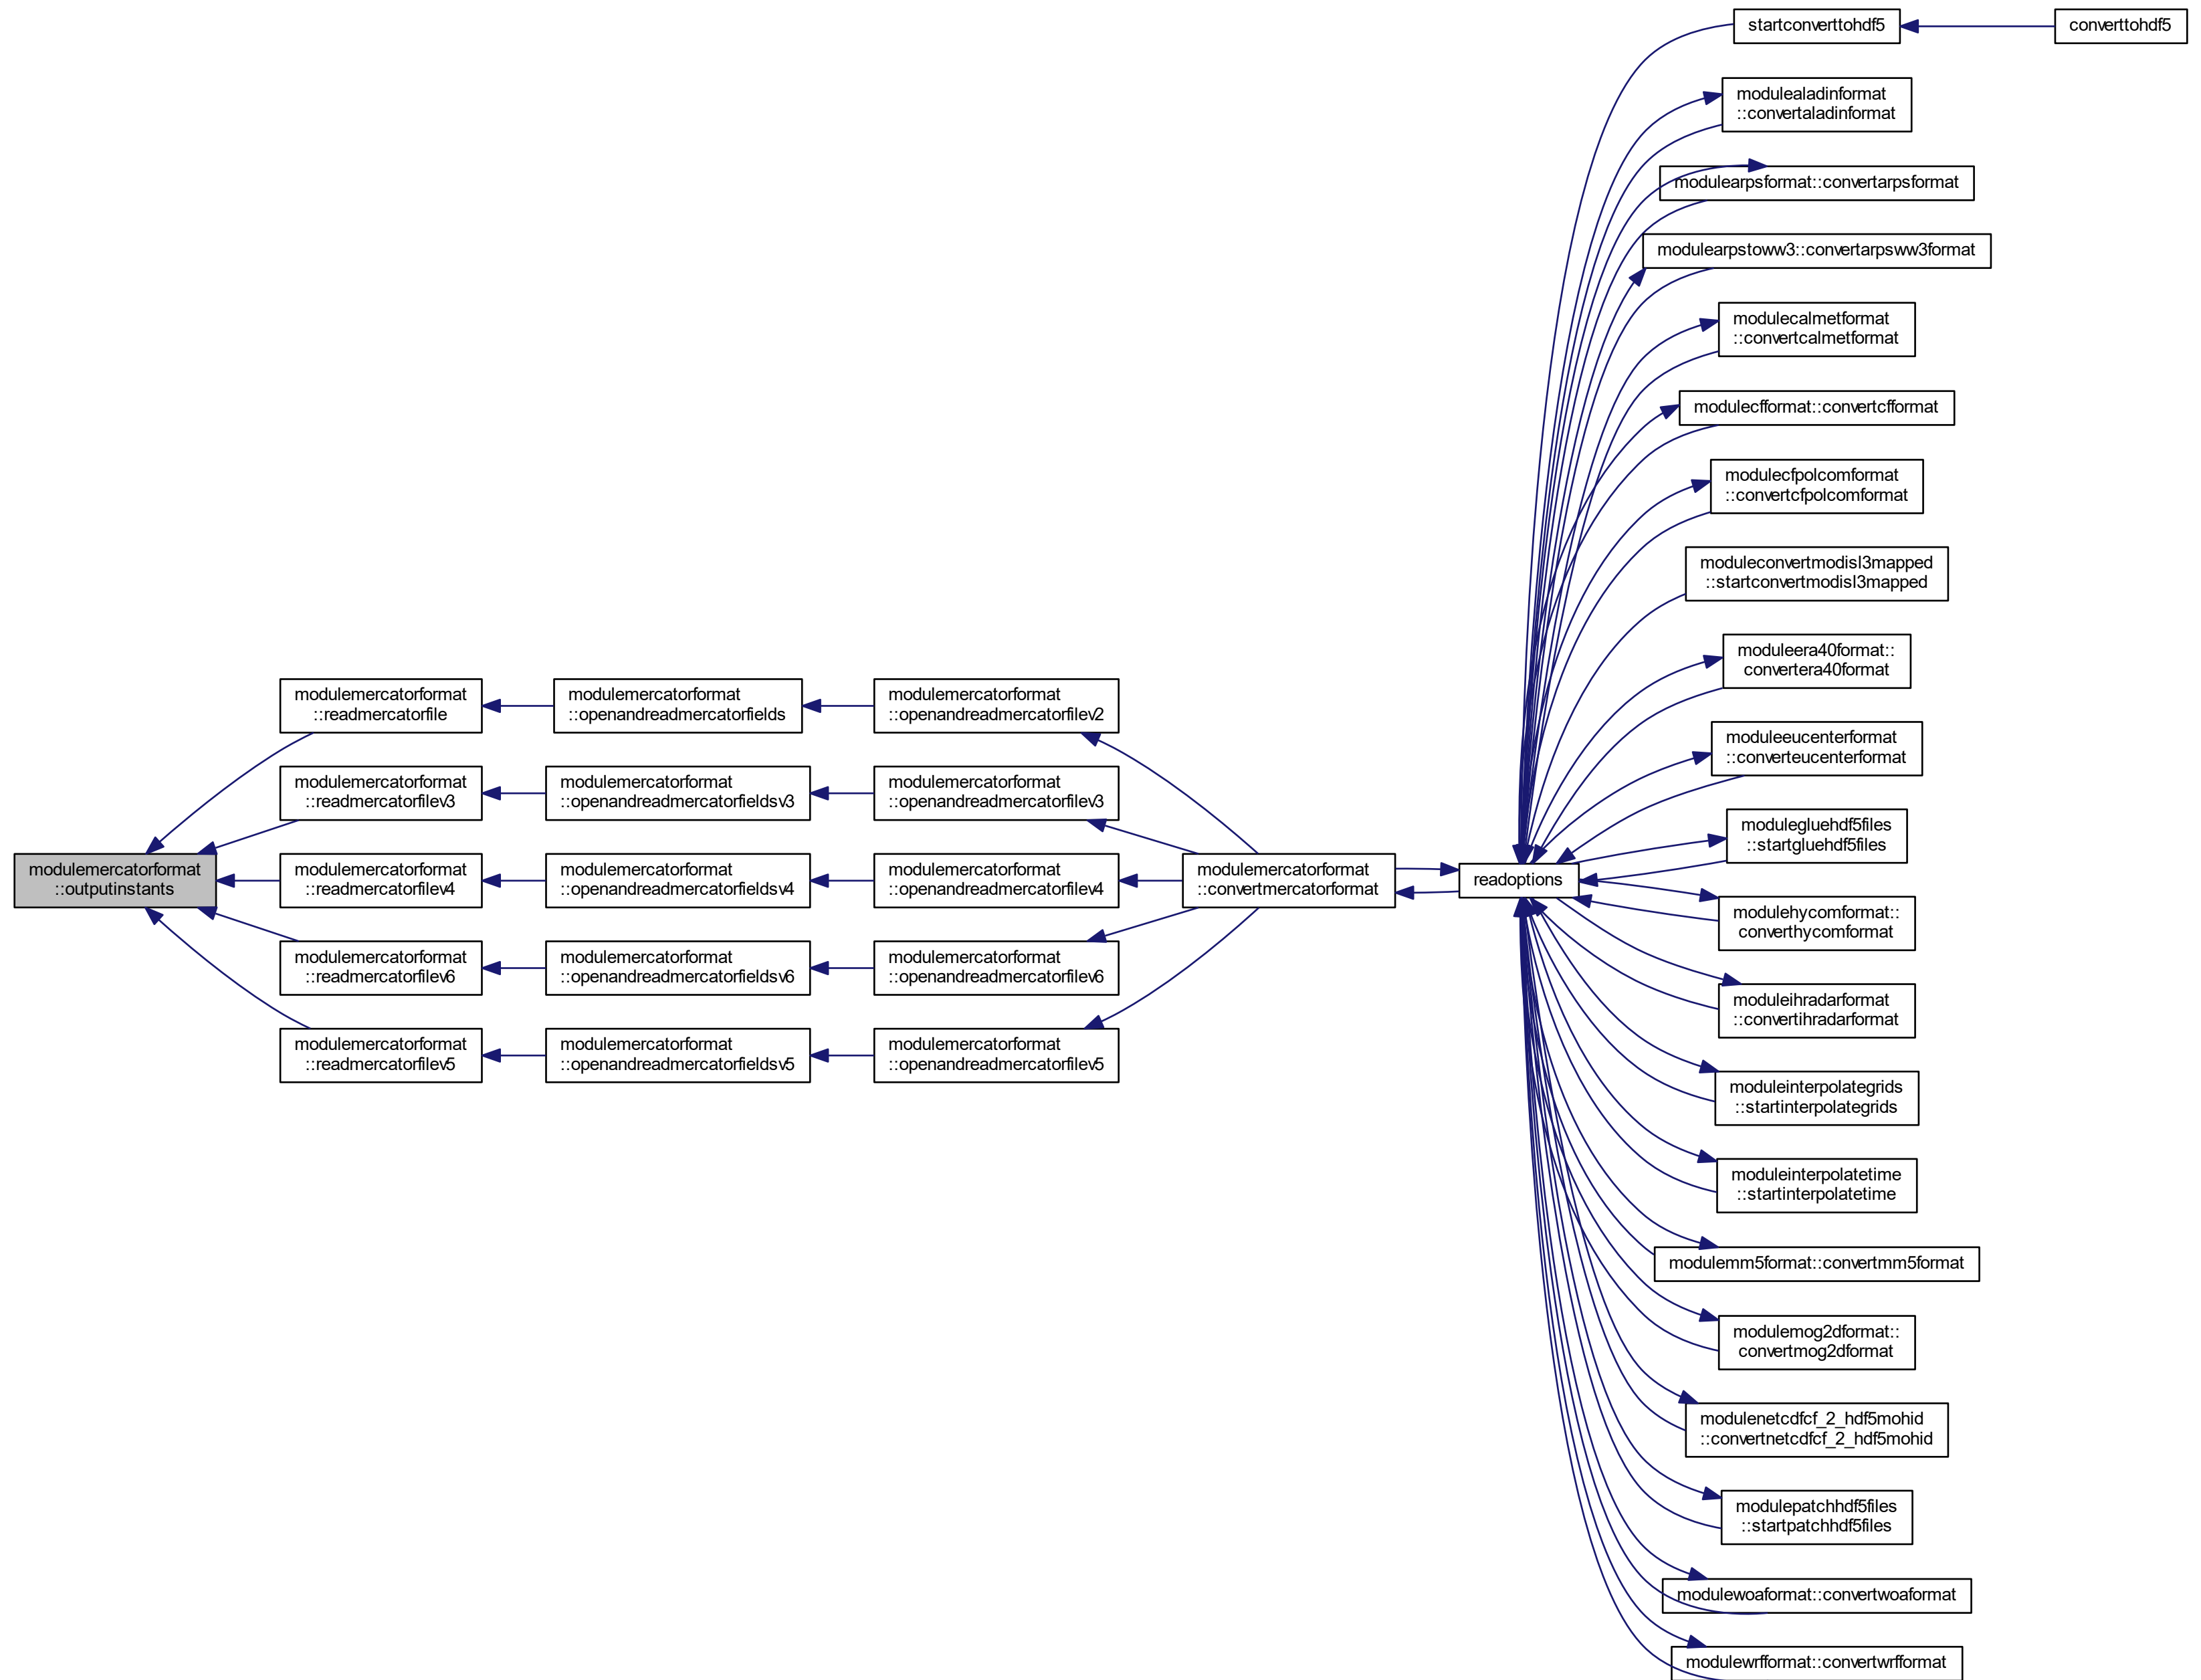 modulemercatorformat
::outputinstants
modulemercatorformat
::readmercatorfile
modulemercatorformat
::openandreadmercatorfields
modulemercatorformat
::openandreadmercatorfilev2
modulemercatorformat
::readmercatorfilev3
modulemercatorformat
::openandreadmercatorfieldsv3
modulemercatorformat
::openandreadmercatorfilev3
modulemercatorformat
::readmercatorfilev4
modulemercatorformat
::openandreadmercatorfieldsv4
modulemercatorformat
::openandreadmercatorfilev4
modulemercatorformat
::readmercatorfilev6
modulemercatorformat
::openandreadmercatorfieldsv6
modulemercatorformat
::openandreadmercatorfilev6
modulemercatorformat
::readmercatorfilev5
modulemercatorformat
::openandreadmercatorfieldsv5
modulemercatorformat
::openandreadmercatorfilev5
modulemercatorformat
::convertmercatorformat
readoptions
startconverttohdf5
converttohdf5
modulealadinformat
::convertaladinformat
modulearpsformat::convertarpsformat
modulearpstoww3::convertarpsww3format
modulecalmetformat
::convertcalmetformat
modulecfformat::convertcfformat
modulecfpolcomformat
::convertcfpolcomformat
moduleconvertmodisl3mapped
::startconvertmodisl3mapped
moduleera40format::
convertera40format
moduleeucenterformat
::converteucenterformat
modulegluehdf5files
::startgluehdf5files
modulehycomformat::
converthycomformat
moduleihradarformat
::convertihradarformat
moduleinterpolategrids
::startinterpolategrids
moduleinterpolatetime
::startinterpolatetime
modulemm5format::convertmm5format
modulemog2dformat::
convertmog2dformat
modulenetcdfcf_2_hdf5mohid
::convertnetcdfcf_2_hdf5mohid
modulepatchhdf5files
::startpatchhdf5files
modulewoaformat::convertwoaformat
modulewrfformat::convertwrfformat